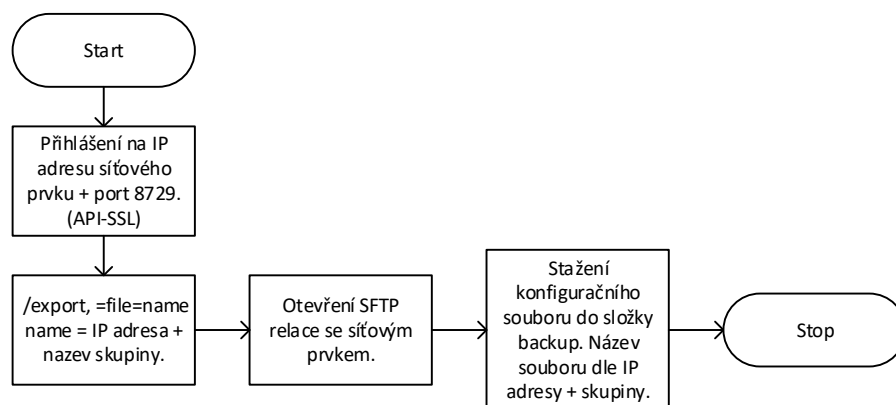 Start
Přihlášení na IP
adresu síťového
prvku + port 8729.
(API-SSL)
/export, =file=name
name = IP adresa +
nazev skupiny.
Otevření SFTP
relace se síťovým
prvkem.
Stažení
konfiguračního
souboru do složky
backup. Název
souboru dle IP
adresy + skupiny.
Stop